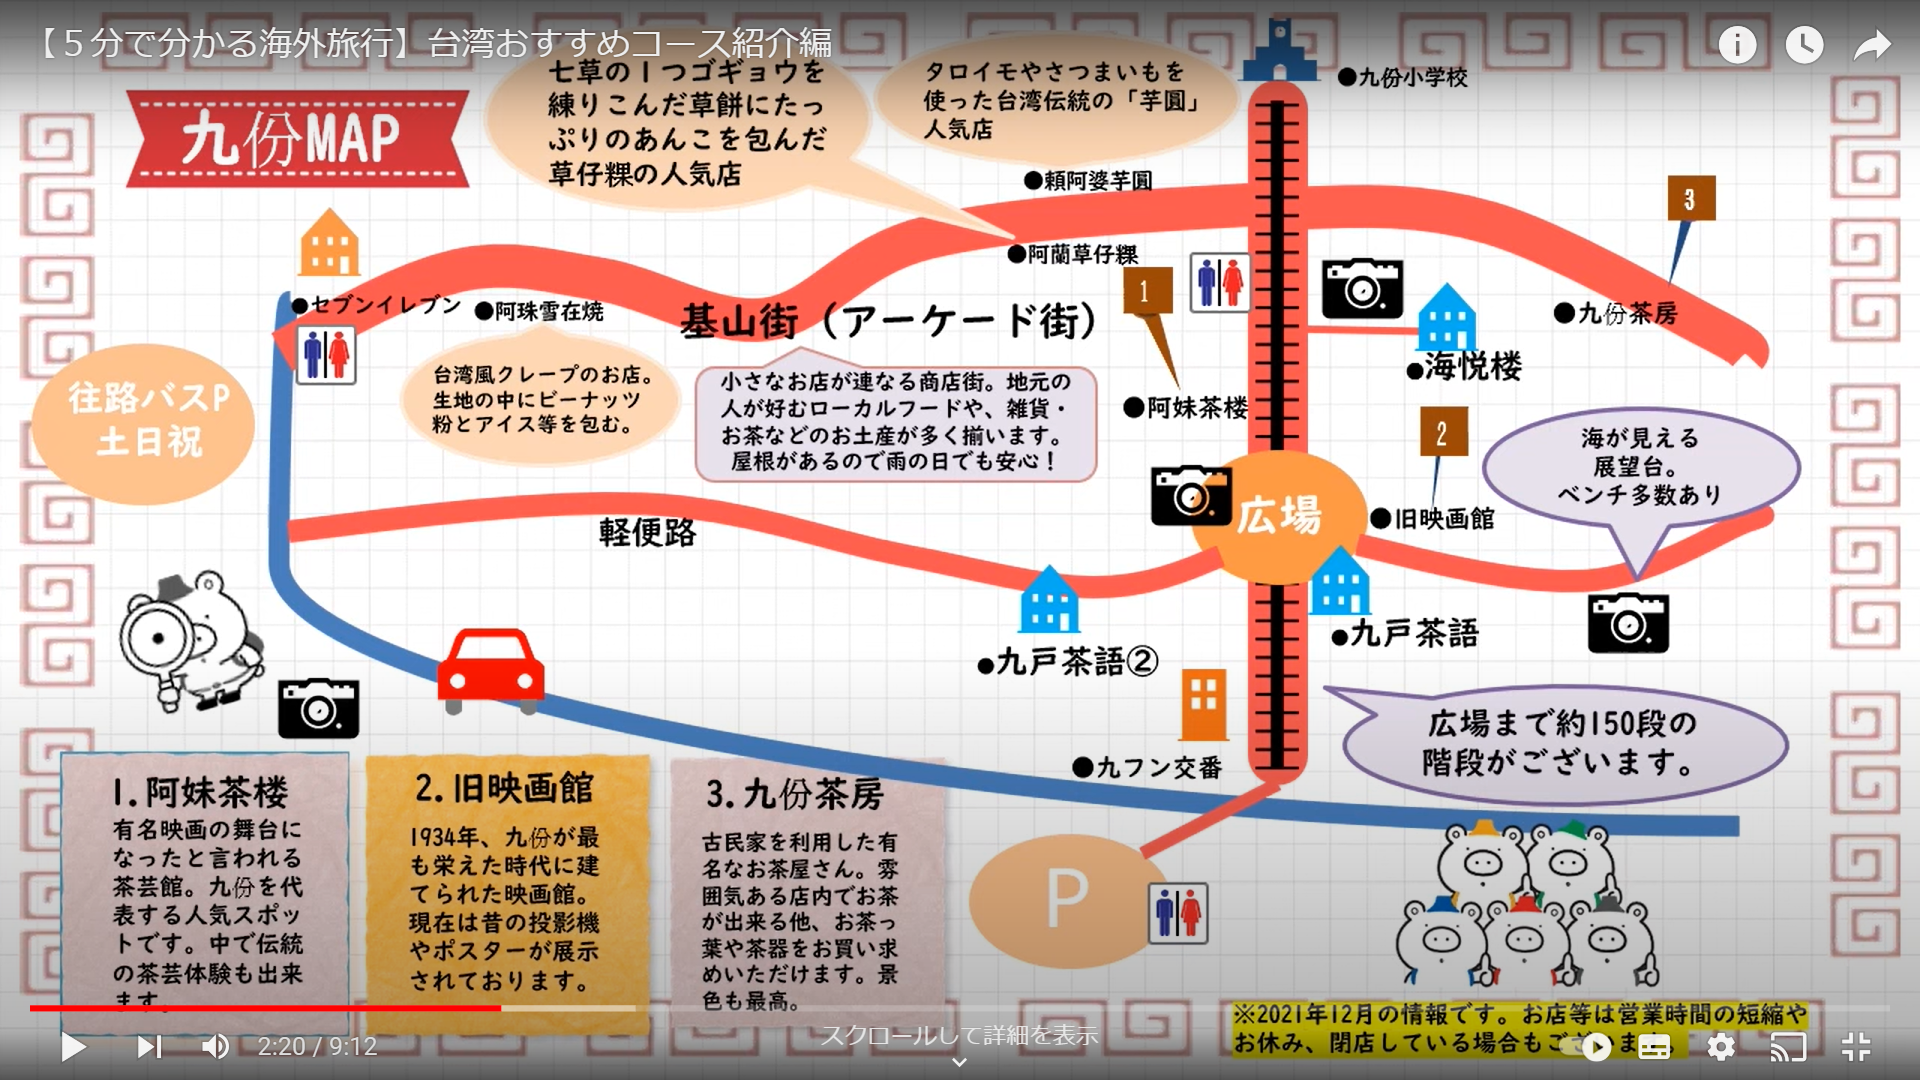 【５分で分かる海外旅行】台湾おすすめコース紹介編
九份MAP
七草の１つゴギョウを
練りこんだ草餅にたっ
ぷりのあんこを包んだ
草仔粿の人気店
タロイモやさつまいもを
使った台湾伝統の「芋圓」
人気店
●九份小学校
●頼阿婆芋圓
3
●阿蘭草仔粿
1
●セブンイレブン
●阿珠雪在焼
基山街（アーケード街）
●九份茶房
●海悦楼
往路バスP
土日祝
台湾風クレープのお店。
生地の中にピーナッツ
粉とアイス等を包む。
小さなお店が連なる商店街。地元の
人が好むローカルフードや、雑貨・
お茶などのお土産が多く揃います。
屋根があるので雨の日でも安心！
●阿妹茶楼
2
海が見える
展望台。
ベンチ多数あり
広場
●旧映画館
軽便路
●九戸茶語②
●九戸茶語
広場まで約150段の
階段がございます。
●九フン交番
1.阿妹茶楼
有名映画の舞台に
なったと言われる
茶芸館。九份を代
表する人気スポッ
トです。中で伝統
の茶芸体験も出来
ます。
2.旧映画館
1934年、九份が最
も栄えた時代に建
てられた映画館。
現在は昔の投影機
やポスターが展示
されております。
3.九份茶房
古民家を利用した有
名なお茶屋さん。雰
囲気ある店内でお茶
が出来る他、お茶っ
葉や茶器をお買い求
めいただけます。景
色も最高。
P
※2021年12月の情報です。お店等は営業時間の短縮や
お休み、閉店している場合もございます。
2:20 / 9:12
スクロールして詳細を表示